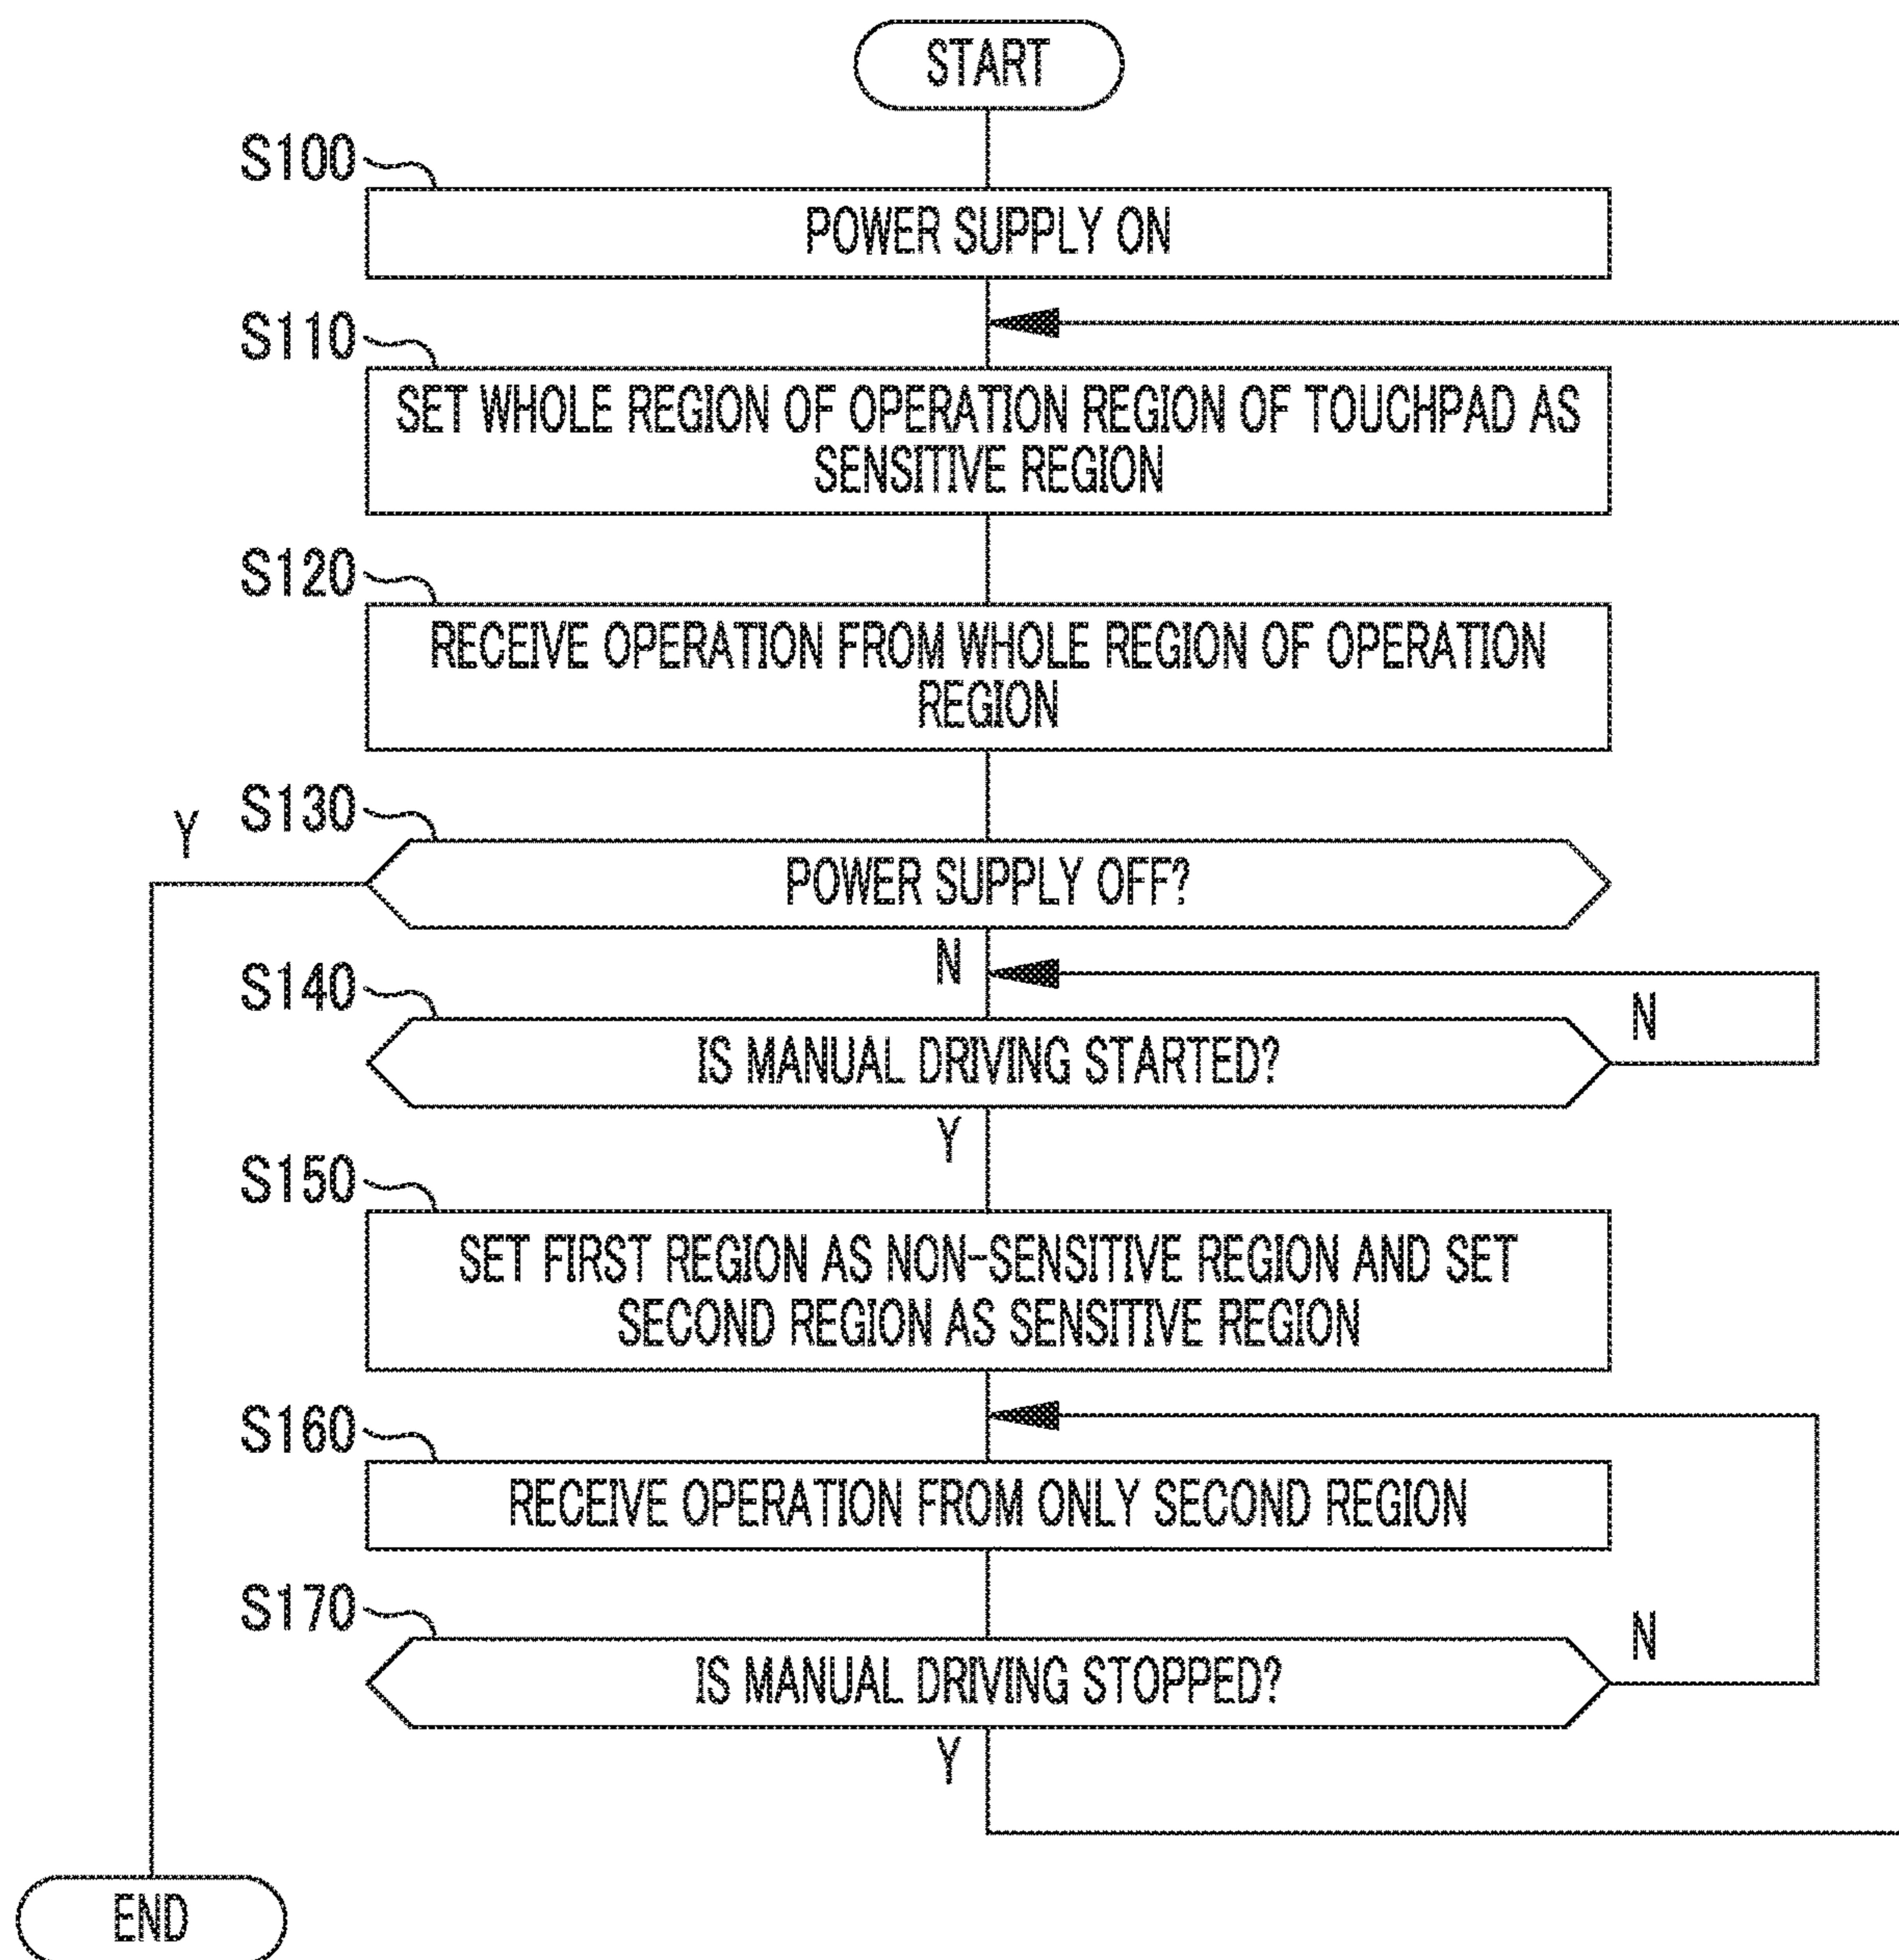 START
S100
POWER SUPPLY ON
S110
SET WHOLE REGION OF OPERATION REGION OF TOUCHPAD AS
SENSITIVE REGION
S120
RECEIVE OPERATION FROM WHOLE REGION OF OPERATION
REGION
S130
Y
POWER SUPPLY OFF?
N
S140
N
IS MANUAL DRIVING STARTED?
Y
S150
SET FIRST REGION AS NON-SENSITIVE REGION AND SET
SECOND REGION AS SENSITIVE REGION
S160
RECEIVE OPERATION FROM ONLY SECOND REGION
S170
N
IS MANUAL DRIVING STOPPED?
Y
END